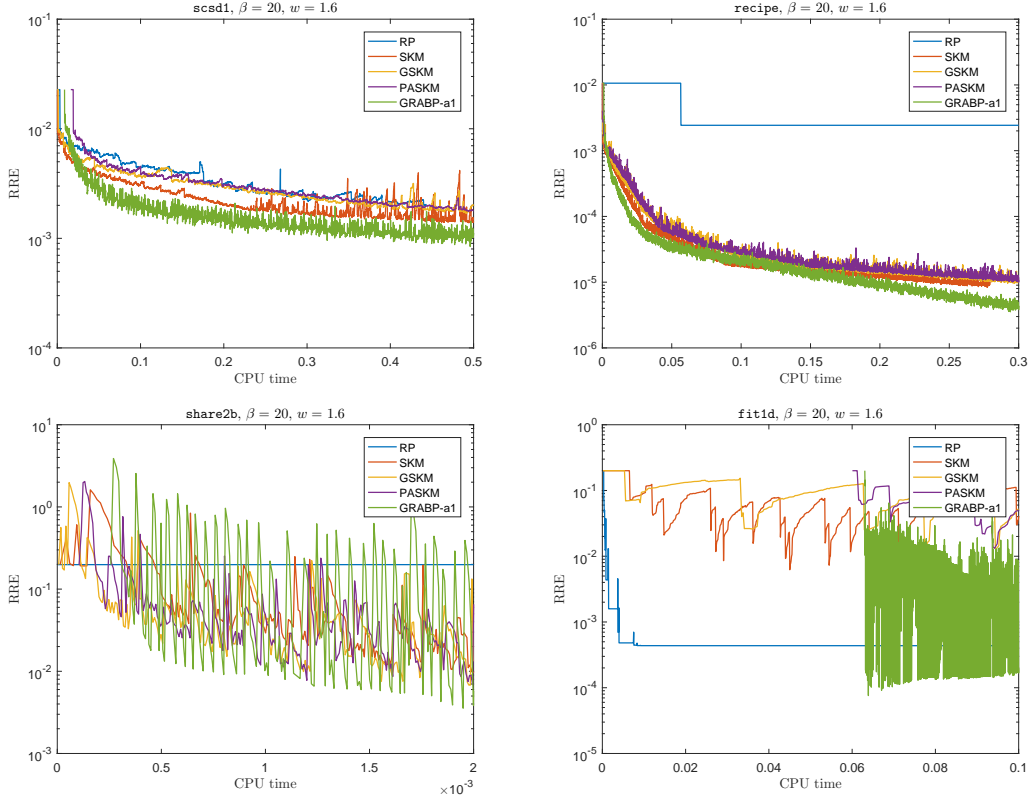 scsd1, β = 20, w = 1.6
RRE
10^-1
10^-2
10^-3
10^-4
0 0.1 0.2 0.3 0.4 0.5
CPU time
RP
SKM
GSKM
PASKM
GRABP-a1
recipe, β = 20, w = 1.6
RRE
10^-1
10^-2
10^-3
10^-4
10^-5
10^-6
0 0.05 0.1 0.15 0.2 0.25 0.3
CPU time
RP
SKM
GSKM
PASKM
GRABP-a1
share2b, β = 20, w = 1.6
RRE
10^1
10^0
10^-1
10^-2
10^-3
0 0.5 1 1.5 2
CPU time
×10^-3
RP
SKM
GSKM
PASKM
GRABP-a1
fit1d, β = 20, w = 1.6
RRE
10^0
10^-1
10^-2
10^-3
10^-4
10^-5
0 0.02 0.04 0.06 0.08 0.1
CPU time
RP
SKM
GSKM
PASKM
GRABP-a1